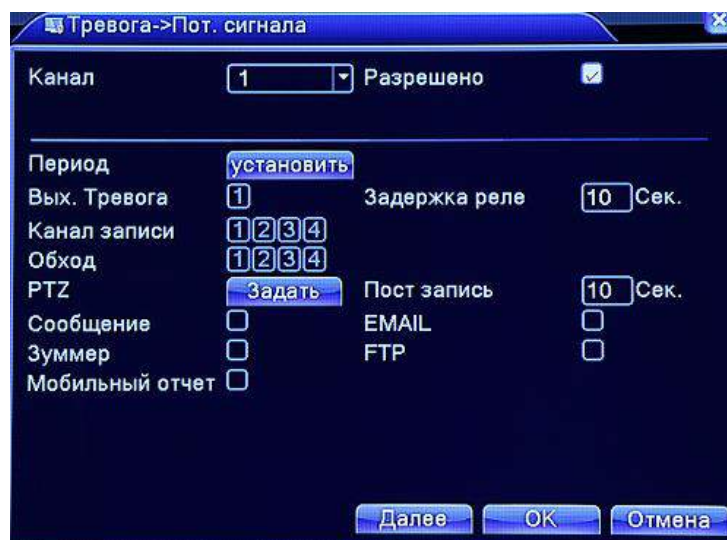 Тревога->Пот. сигнала
Канал 1 Разрешено
Период установить
Вых. Тревога 1 Задержка реле 10 Сек.
Канал записи 1 2 3 4
Обход 1 2 3 4
PTZ Задать Пост запись 10 Сек.
Сообщение EMAIL
Зуммер FTP
Мобильный отчет
Далее OK Отмена